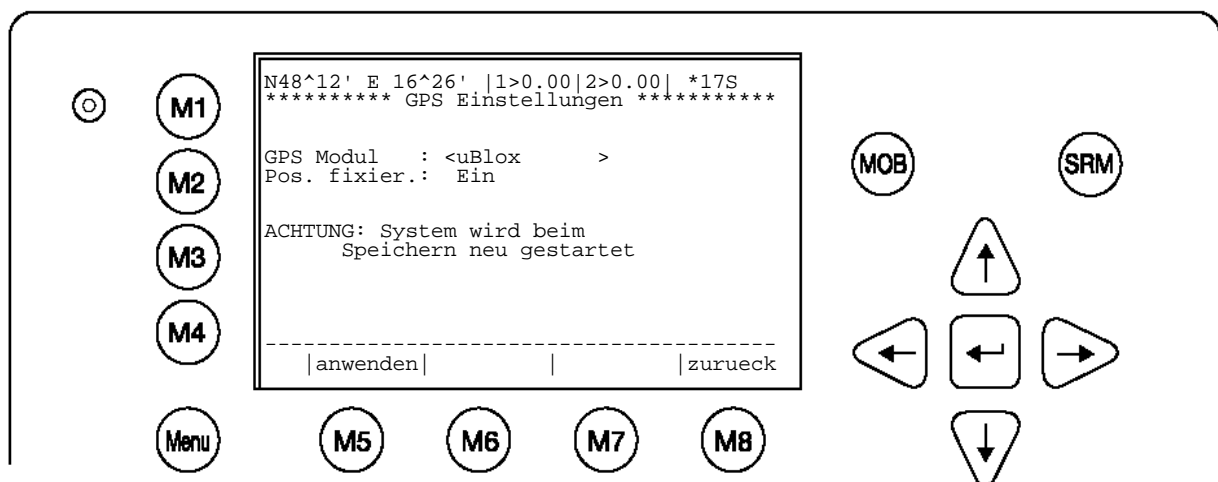 N48^12' E 16^26' |1>0.00|2>0.00| *17S
********** GPS Einstellungen ***********
GPS Modul   : <uBlox      >
Pos. fixier.:  Ein
ACHTUNG: System wird beim
Speichern neu gestartet
----------------------------------------
|anwenden|         |         |zurueck
M1
M2
M3
M4
Menu
M5
M6
M7
M8
MOB
SRM